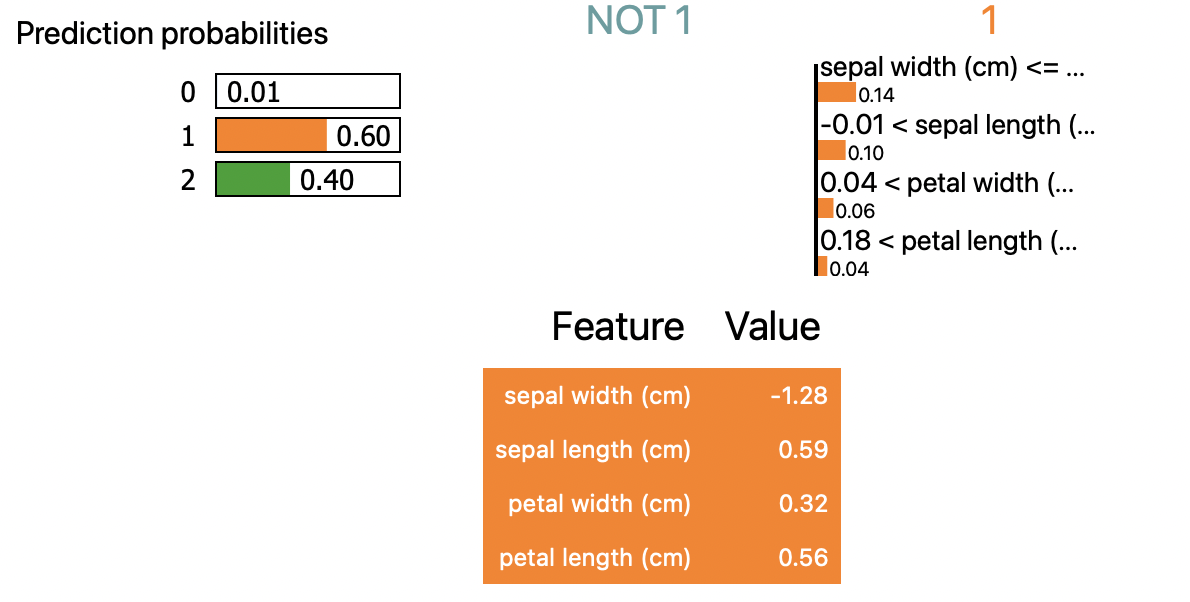 Prediction probabilities
0 0.01
1 0.60
2 0.40
NOT 1 1
sepal width (cm) <= ...
0.14
-0.01 < sepal length (...
0.10
0.04 < petal width (...
0.06
0.18 < petal length (...
0.04
Feature Value
sepal width (cm) -1.28
sepal length (cm) 0.59
petal width (cm) 0.32
petal length (cm) 0.56